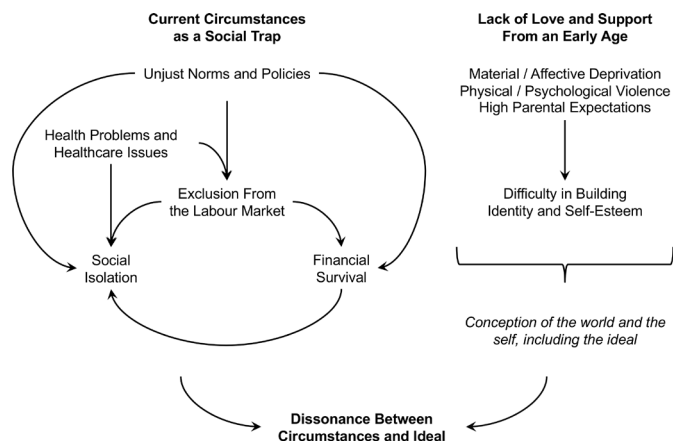 Current Circumstances
as a Social Trap
Unjust Norms and Policies
Health Problems and
Healthcare Issues
Exclusion From
the Labour Market
Social
Isolation
Financial
Survival
Lack of Love and Support
From an Early Age
Material / Affective Deprivation
Physical / Psychological Violence
High Parental Expectations
Difficulty in Building
Identity and Self-Esteem
Conception of the world and the
self, including the ideal
Dissonance Between
Circumstances and Ideal